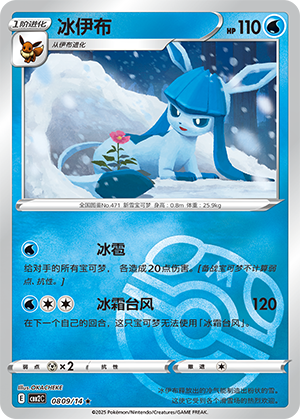 1阶进化
冰伊布
HP 110
从伊布进化
全国图鉴No.471 新雪宝可梦 身高：0.8m 体重：25.9kg
冰雹
给对手的所有宝可梦，各造成20点伤害。[备战宝可梦不计算弱点、抗性。]
冰霜台风 120
在下一个自己的回合，这只宝可梦无法使用「冰霜台风」。
弱点 ×2 抗性 撤退
Illus. OKACHEKE
E CSV2C 0809/14
©2025 Pokémon/Nintendo/Creatures/GAME FREAK.